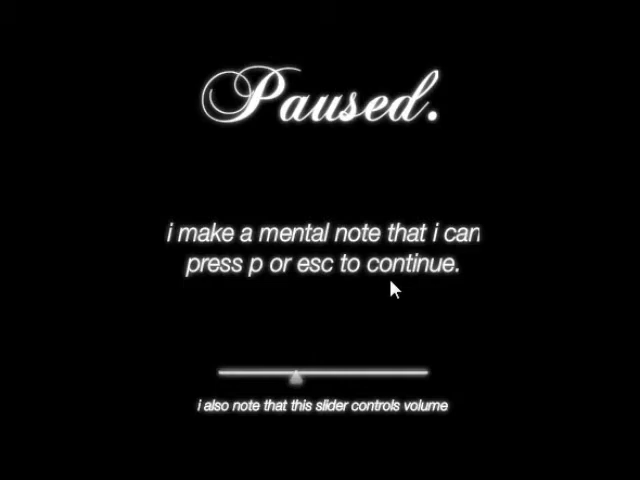 Paused.
i make a mental note that i can
press p or esc to continue.
i also note that this slider controls volume